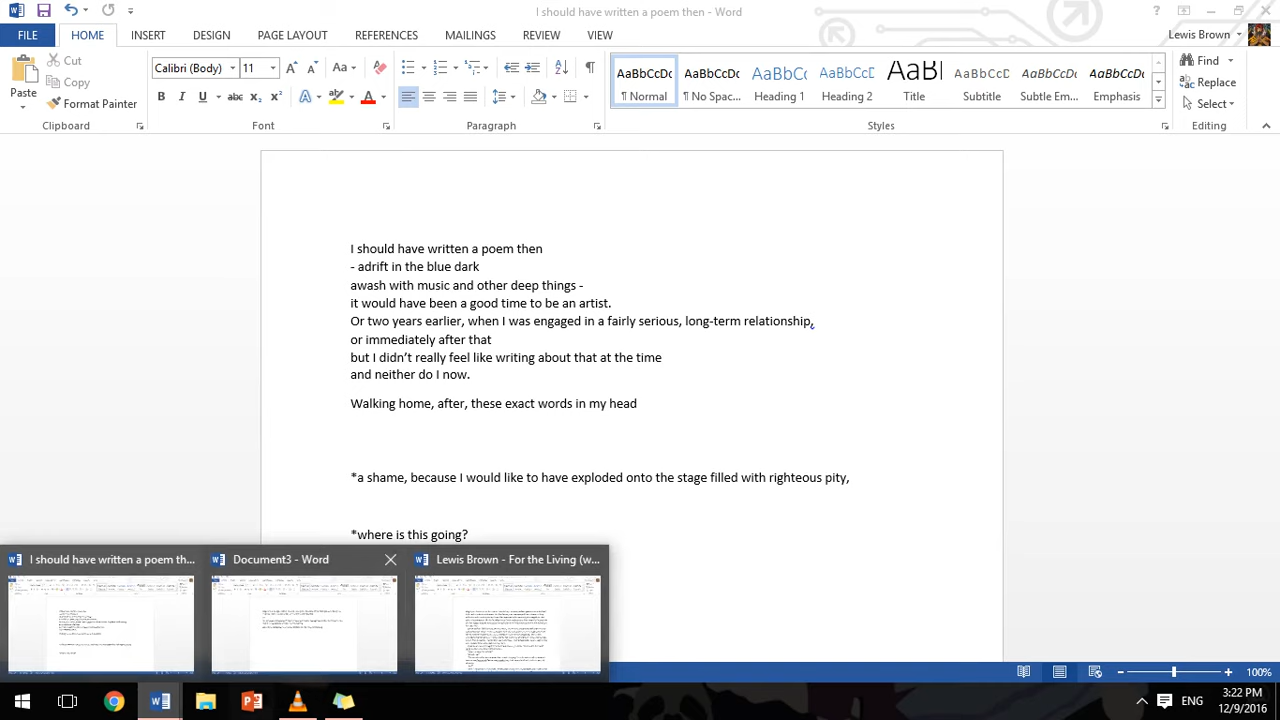 I should have written a poem then - Word
Lewis Brown
FILE
HOME
INSERT
DESIGN
PAGE LAYOUT
REFERENCES
MAILINGS
REVIEW
VIEW
Paste
Cut
Copy
Format Painter
Clipboard
Calibri (Body)
11
Font
Paragraph
AaBbCcDc
¶ Normal
AaBbCcDc
¶ No Spac...
AaBbCc
Heading 1
AaBbCcD
Heading 2
AaBl
Title
AaBbCcD
Subtitle
AaBbCcDc
Subtle Em...
AaBbCcDc
Emphasis
Styles
Find
Replace
Select
Editing
I should have written a poem then
- adrift in the blue dark
awash with music and other deep things -
it would have been a good time to be an artist.
Or two years earlier, when I was engaged in a fairly serious, long-term relationship,
or immediately after that
but I didn't really feel like writing about that at the time
and neither do I now.
Walking home, after, these exact words in my head
*a shame, because I would like to have exploded onto the stage filled with righteous pity,
*where is this going?
I should have written a poem th...
Document3 - Word
Lewis Brown - For the Living (w...
100%
ENG
3:22 PM
12/9/2016